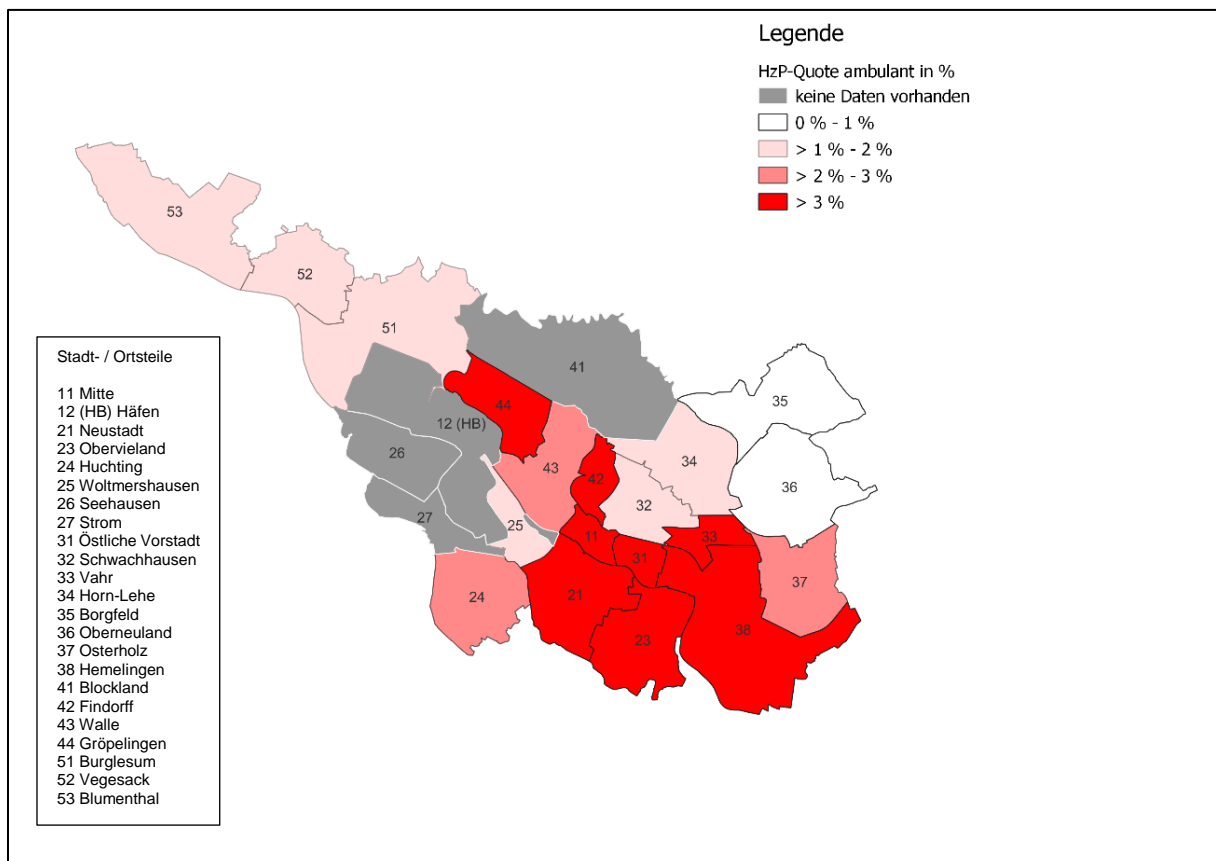 Legende
HzP-Quote ambulant in %
keine Daten vorhanden
0 % - 1 %
> 1 % - 2 %
> 2 % - 3 %
> 3 %
53
52
51
41
35
44
12 (HB)
34
43
26
42
36
32
25
27
11
33
31
37
24
21
38
23
Stadt- / Ortsteile
11 Mitte
12 (HB) Häfen
21 Neustadt
23 Obervieland
24 Huchting
25 Woltmershausen
26 Seehausen
27 Strom
31 Östliche Vorstadt
32 Schwachhausen
33 Vahr
34 Horn-Lehe
35 Borgfeld
36 Oberneuland
37 Osterholz
38 Hemelingen
41 Blockland
42 Findorff
43 Walle
44 Gröpelingen
51 Burglesum
52 Vegesack
53 Blumenthal